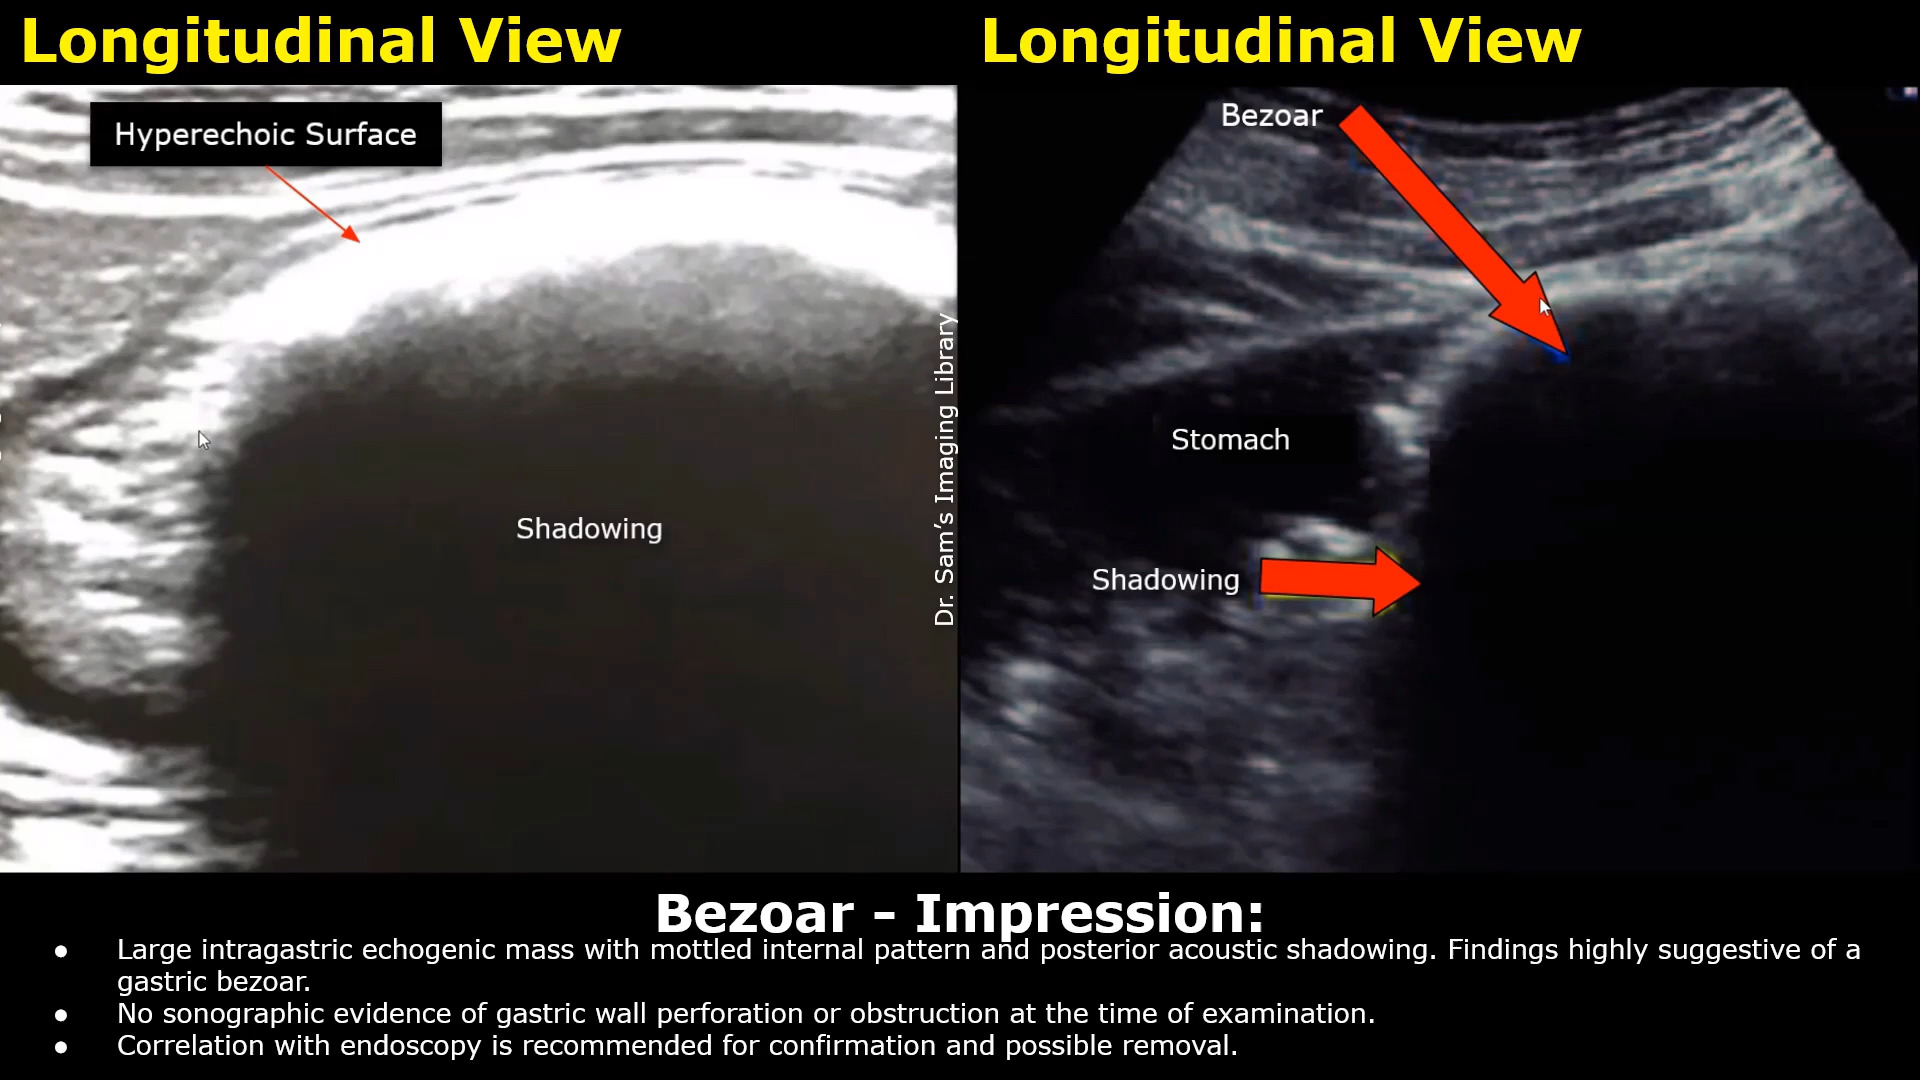 Longitudinal View
Longitudinal View
Hyperechoic Surface
Shadowing
Dr. Sam's Imaging Library
Bezoar
Stomach
Shadowing
Bezoar – Impression:
● Large intragastric echogenic mass with mottled internal pattern and posterior acoustic shadowing. Findings highly suggestive of a
gastric bezoar.
● No sonographic evidence of gastric wall perforation or obstruction at the time of examination.
● Correlation with endoscopy is recommended for confirmation and possible removal.